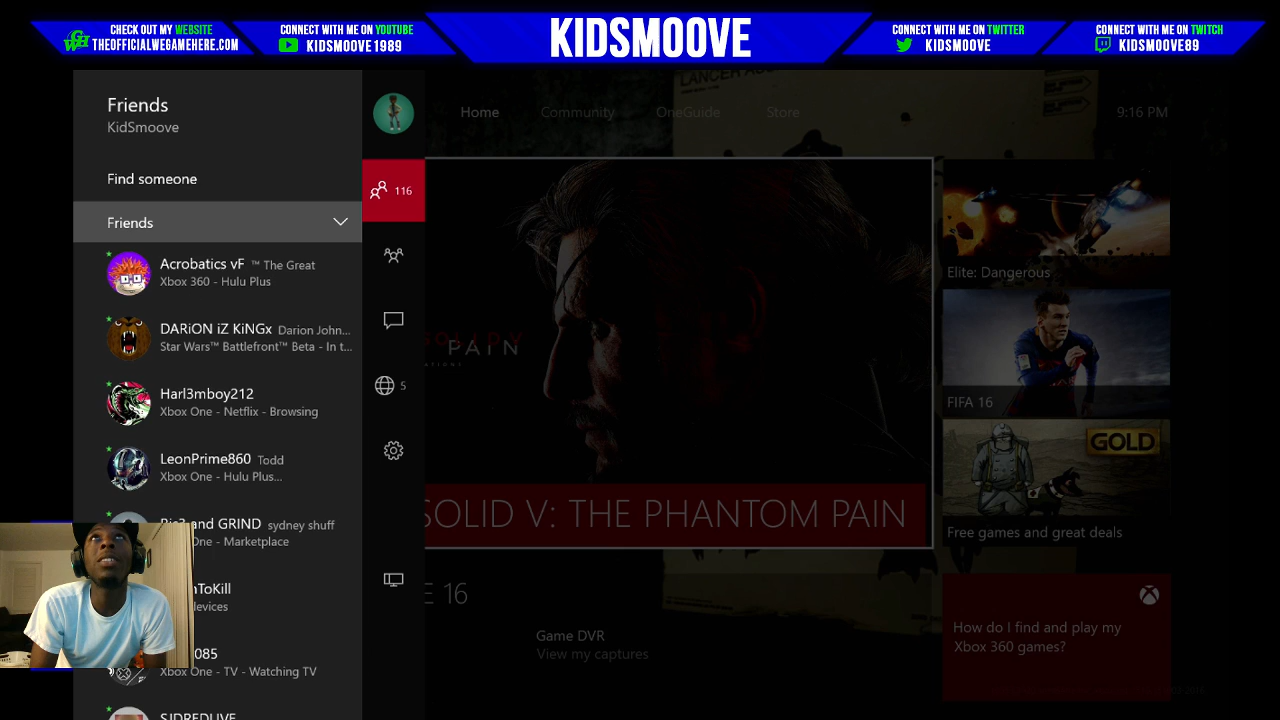 CHECK OUT MY WEBSITE
THEOFFICIALWEGAMEHERE.COM
CONNECT WITH ME ON YOUTUBE
KIDSMOOVE1989
KIDSMOOVE
CONNECT WITH ME ON TWITTER
KIDSMOOVE
CONNECT WITH ME ON TWITCH
KIDSMOOVE89
Friends
KidSmoove
Find someone
Friends
Acrobatics vF ™ The Great
Xbox 360 - Hulu Plus
DARiON iZ KiNGx Darion John...
Star Wars™ Battlefront™ Beta - In t...
Harl3mboy212
Xbox One - Netflix - Browsing
LeonPrime860 Todd
Xbox One - Hulu Plus...
and GRIND sydney shuff
One - Marketplace
nToKill
evices
085
Xbox One - TV - Watching TV
SJDREDLIVE
116
5
Home
Community
OneGuide
Store
9:16 PM
LANCER
PAIN
SOLID V: THE PHANTOM PAIN
Elite: Dangerous
FIFA 16
GOLD
Free games and great deals
E 16
Game DVR
View my captures
How do I find and play my
Xbox 360 games?